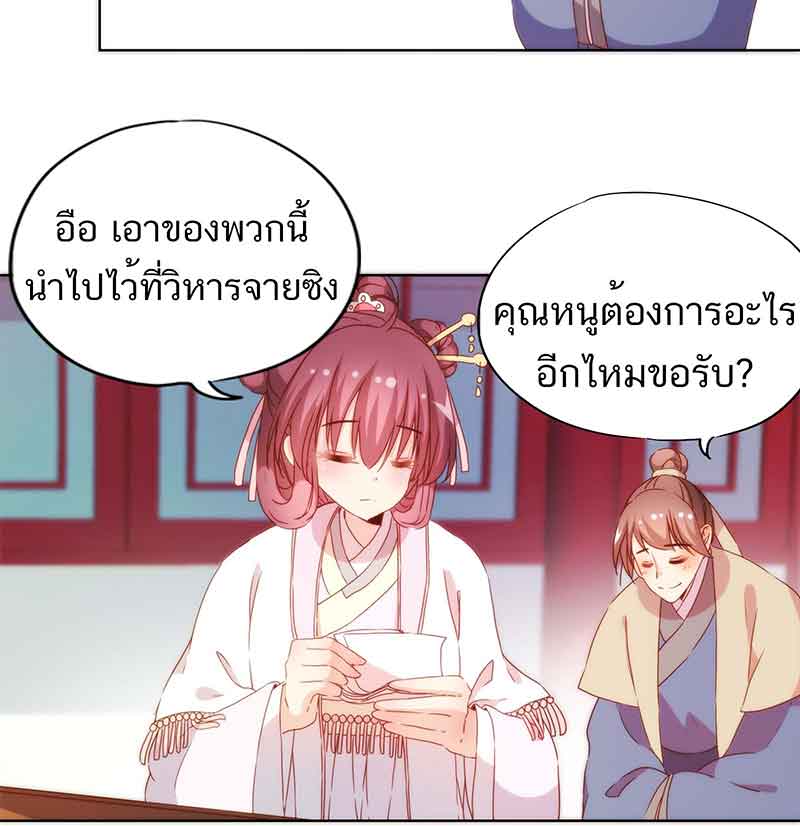 อือ เอาของพวกนี้
นำไปไว้ที่วิหารจายซิง
คุณหนูต้องการอะไร
อีกไหมขอรับ?